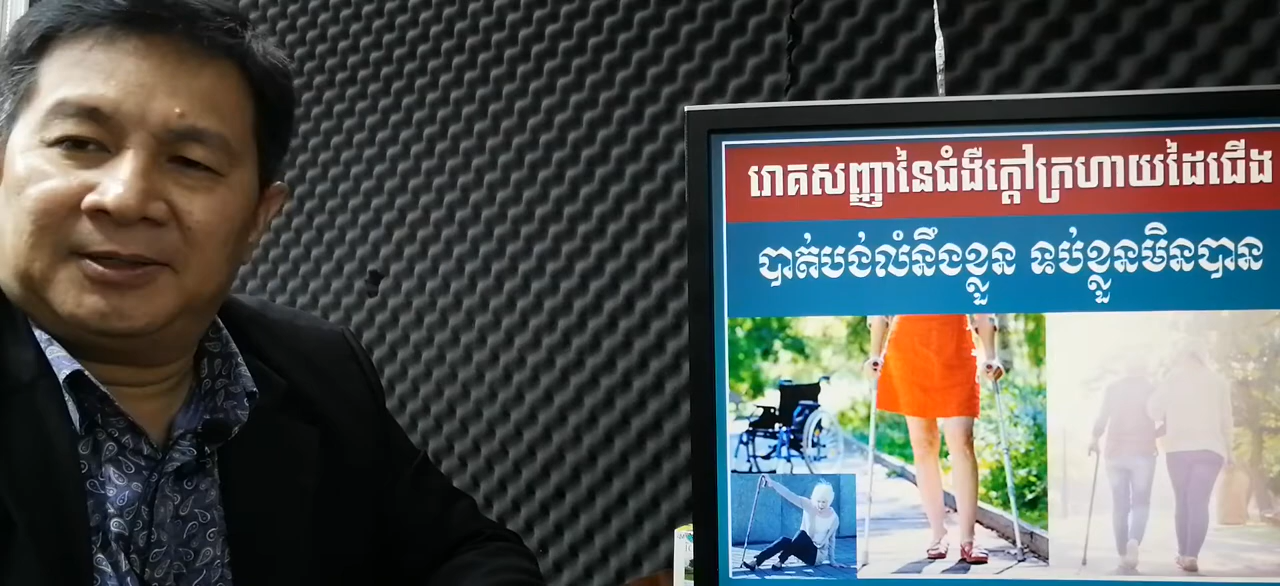 រោគសញ្ញានៃជំងឺក្តៅក្រហាយដៃជើង
បាត់បង់លំនឹងខ្លួន ទប់ខ្លួនមិនបាន